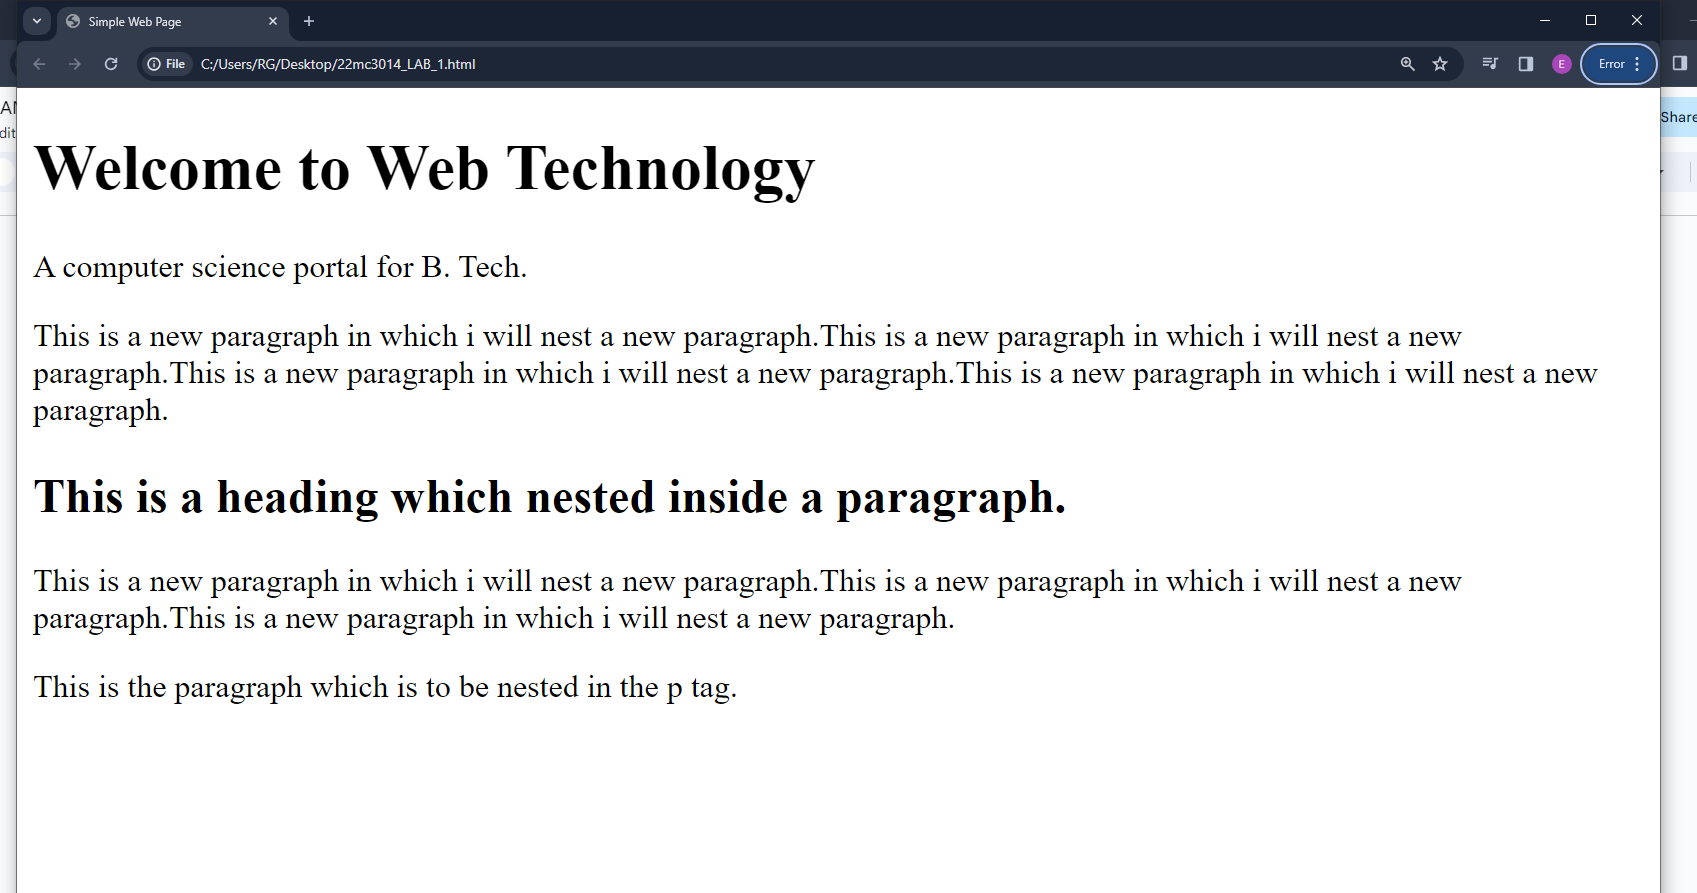 Simple Web Page
File C:/Users/RG/Desktop/22mc3014_LAB_1.html E Error
dit
Share
Welcome to Web Technology
A computer science portal for B. Tech.
This is a new paragraph in which i will nest a new paragraph.This is a new paragraph in which i will nest a new
paragraph.This is a new paragraph in which i will nest a new paragraph.This is a new paragraph in which i will nest a new
paragraph.
This is a heading which nested inside a paragraph.
This is a new paragraph in which i will nest a new paragraph.This is a new paragraph in which i will nest a new
paragraph.This is a new paragraph in which i will nest a new paragraph.
This is the paragraph which is to be nested in the p tag.